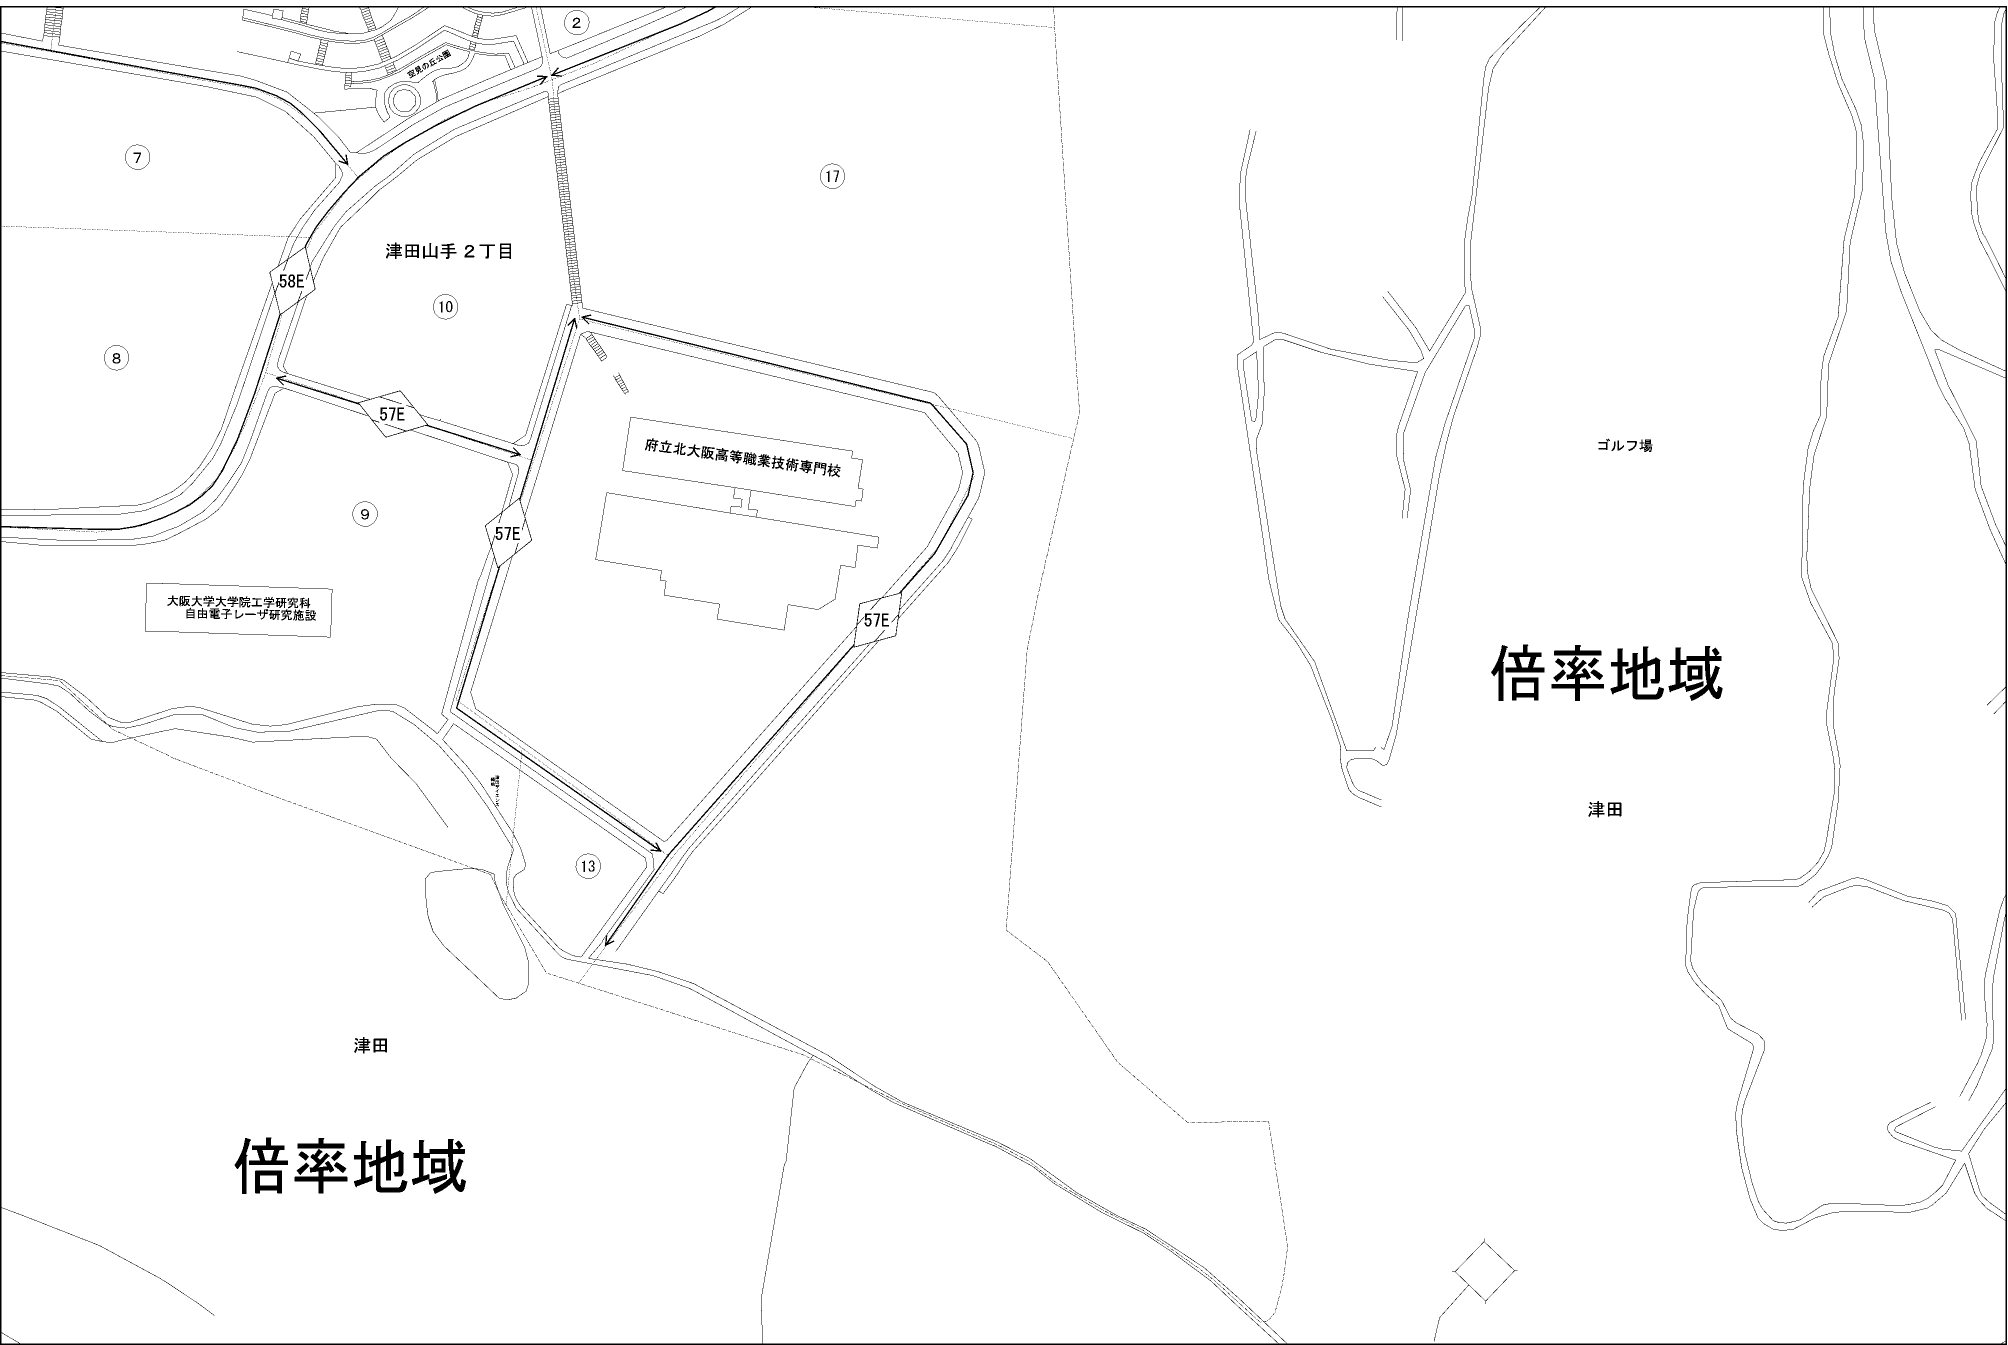 ②
空見の丘公園
⑦
⑰
津田山手２丁目
58E
⑩
⑧
57E
府立北大阪高等職業技術専門校
ゴルフ場
⑨
57E
大阪大学大学院工学研究科
自由電子レーザ研究施設
57E
倍率地域
津田
⑬
津田
倍率地域